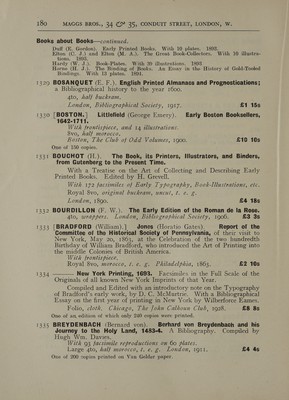 180 MAGGS BROS., 34 & 35, CONDUIT STREET, LONDON, W.
Books about Books—continued.
Duff (E. Gordon). Early Printed Books. With 10 plates. 1893.
Elton (C. J.) and Elton (M. A.). The Great Book-Collectors. With 10 illustrations. 1893.
Hardy (W. J.). Book-Plates. With 36 illustrations. 1893
Horne (H. J.). The Binding of Books. An Essay in the History of Gold-Tooled
Bindings. With 12 plates. 1894.
1329 BOSANQUET (E. F.). English Printed Almanacs and Prognostications:
a Bibliographical history to the year 1600.
4to, half buckram.
London, Bibliographical Society, 1917. £1 15s
1330 [BOSTON.] Littlefield (George Emery). Early Boston Booksellers,
1642-1711.
With frontispiece, and 14 illustrations.
8vo, half morocco,
Boston, The Club of Odd Volumes, 1900. £10 10s
One of 150 copies.
1331 BOUCHOT (H.). The Book, its Printers, Illustrators, and Binders,
from Gutenberg to the Present Time.
With a Treatise on the Art of Collecting and Describing Early
Printed Books. Edited by H. Grevell.
With 172 facsimiles of Early Typography, Book-Illustrations, etc.
Royal 8vo, original buckram, uncut, t. e. g.
London, 1890. £4 18s
1332 BOURDILLON (F. W.). The Early Edition of the Roman de la Rose.
4to, wrappers. London, Bibliographical Society, 1906. £3 3s
1333 [BRADFORD (William).] Jonns (Horatio Gates). Report of the
Committee of the Historical Society of Pennsylvania, of their visit to
New York, May 20, 1863, at the Celebration of the two hundredth
Birthday of William Bradford, who introduced the Art of Printing into
the middle Colonies of British America.
With frontispiece.
Royal 8vo, morocco, t. e. g. Philadelphia, 1863. £2 10s
1334 ——— New York Printing, 1693. Facsimiles in the Full Scale of the
Originals of all known New York Imprints of that Year.
Compiled and Edited with an introductory note on the Typography
of Bradford's early work, by D. C. McMurtrie. With a Bibliographical
Essay on the first year of printing in New York by Wilberforce Eames.
Folio, cloth. Chicago, The John Calhoun Club, 1928. £8 8s
One of an edition of which only 240 copies were printed.
1335 BREYDENBACH (Bernard von). Berhard von Breydenbach and his
Journey to the Holy Land, 1483-4. A Bibliography. Compiled by
Hugh Wm. Davies.
With 93 facsimile reproductions on 60 plates.
Large 4to, half morocco, t. e. g. London, 1911. £4 4s
One of 200 copies printed on Van Gelder paper.